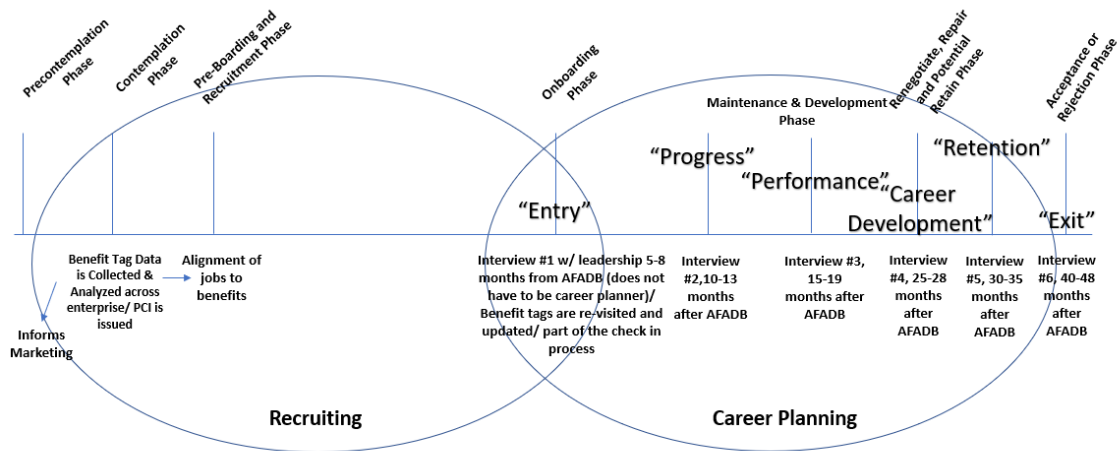 Precontemplation
Phase
Contemplation
Phase
Pre-Boarding and
Recruitment Phase
Onboarding
Phase
Maintenance & Development
Phase
Renegotiate, Repair
and Potential
Retain Phase
Acceptance or
Rejection Phase
“Entry”
“Progress”
“Performance”
“Career
Development”
“Retention”
“Exit”
Benefit Tag Data
is Collected &
Analyzed across
enterprise/ PCI is
issued
Informs
Marketing
Alignment of
jobs to
benefits
Interview #1 w/ leadership 5-8
months from AFADB (does not
have to be career planner)/
Benefit tags are re-visited and
updated/ part of the check in
process
Interview
#2,10-13
months
after AFADB
Interview #3,
15-19
months after
AFADB
Interview
#4, 25-28
months
after
AFADB
Interview
#5, 30-35
months
after
AFADB
Interview
#6, 40-48
months
after
AFADB
Recruiting
Career Planning